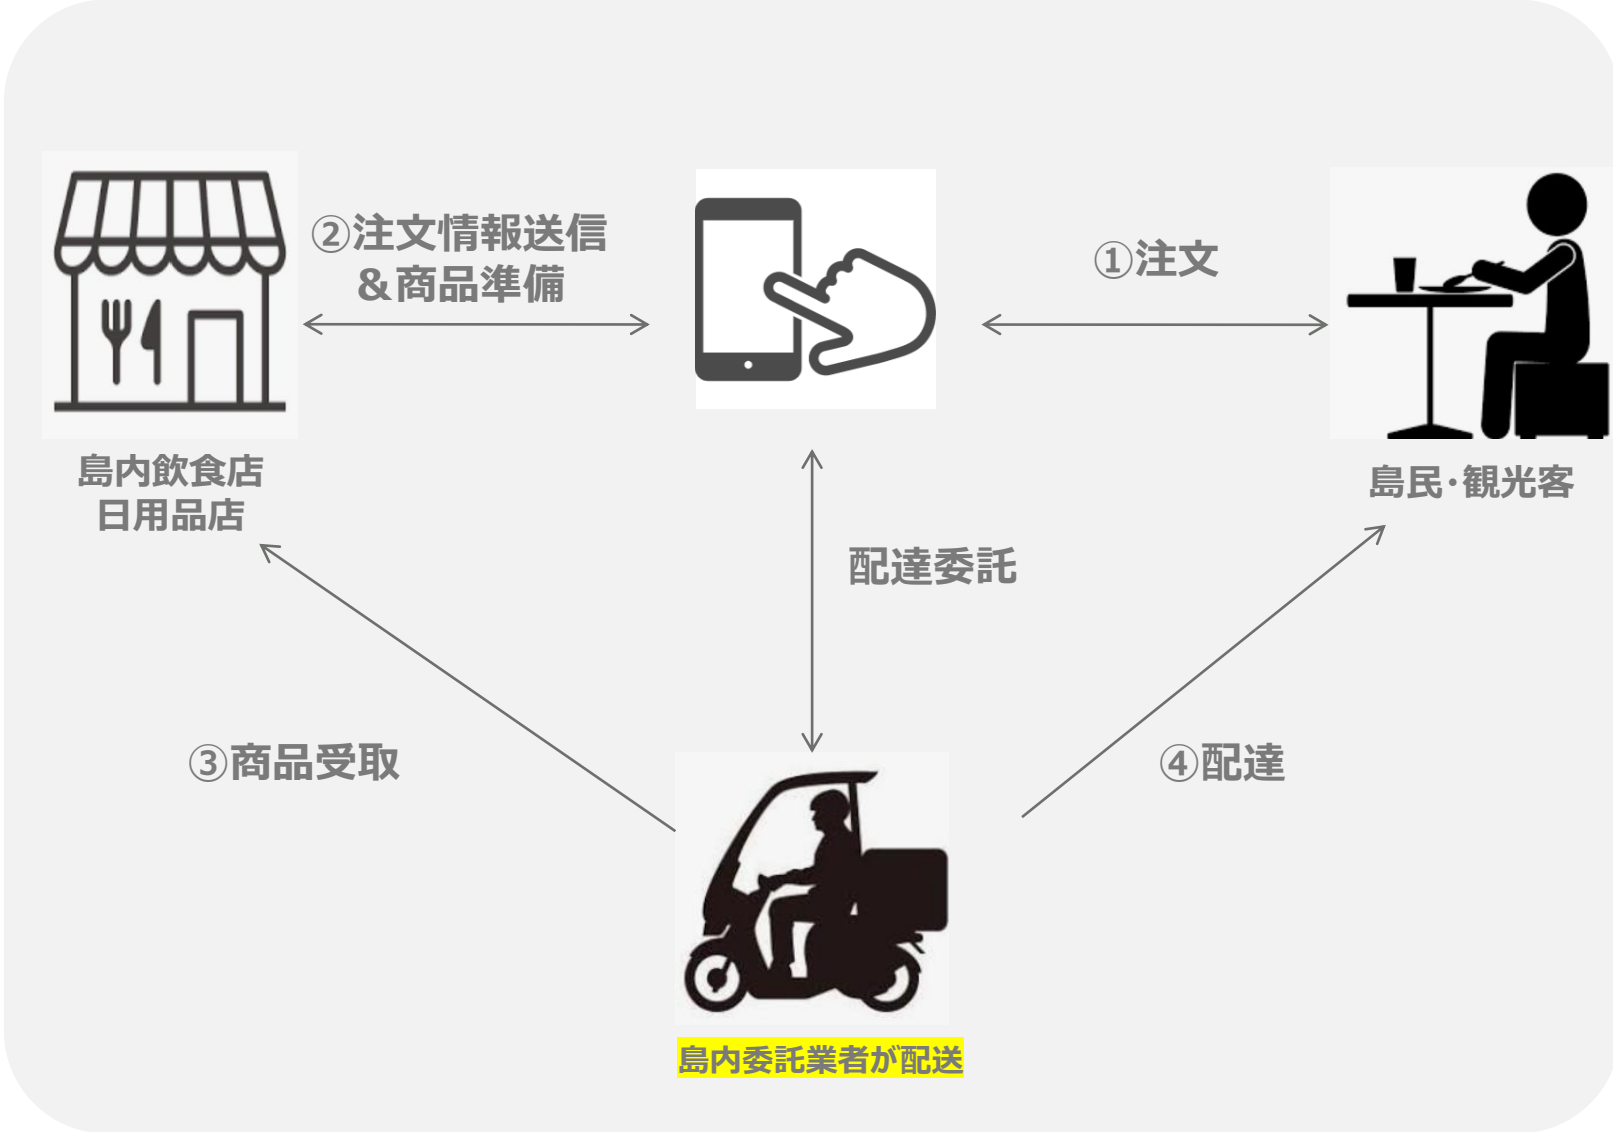 ②注文情報送信
＆商品準備
①注文
島内飲食店
日用品店
島民・観光客
配達委託
③商品受取
④配達
島内委託業者が配送